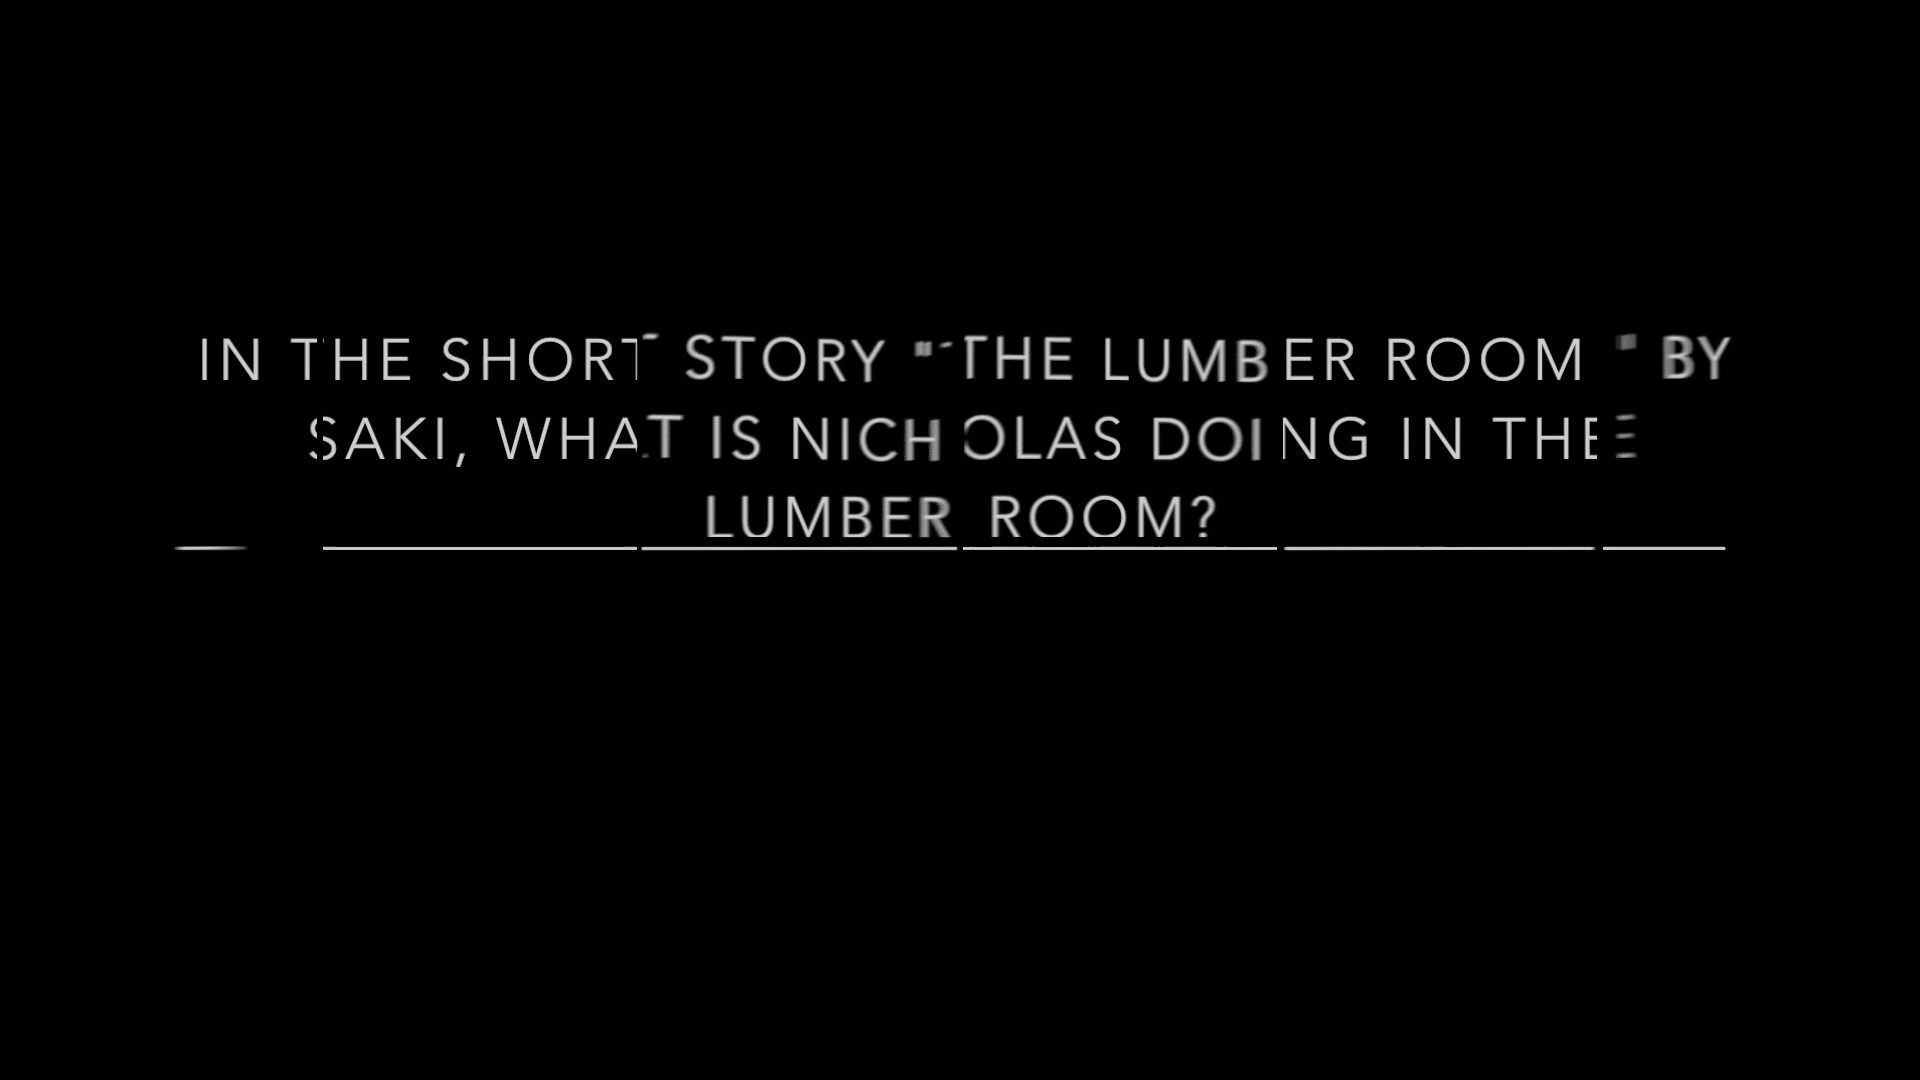 IN THE SHORT STORY "THE LUMBER ROOM" BY
SAKI, WHAT IS NICHOLAS DOING IN THE
LUMBER ROOM?